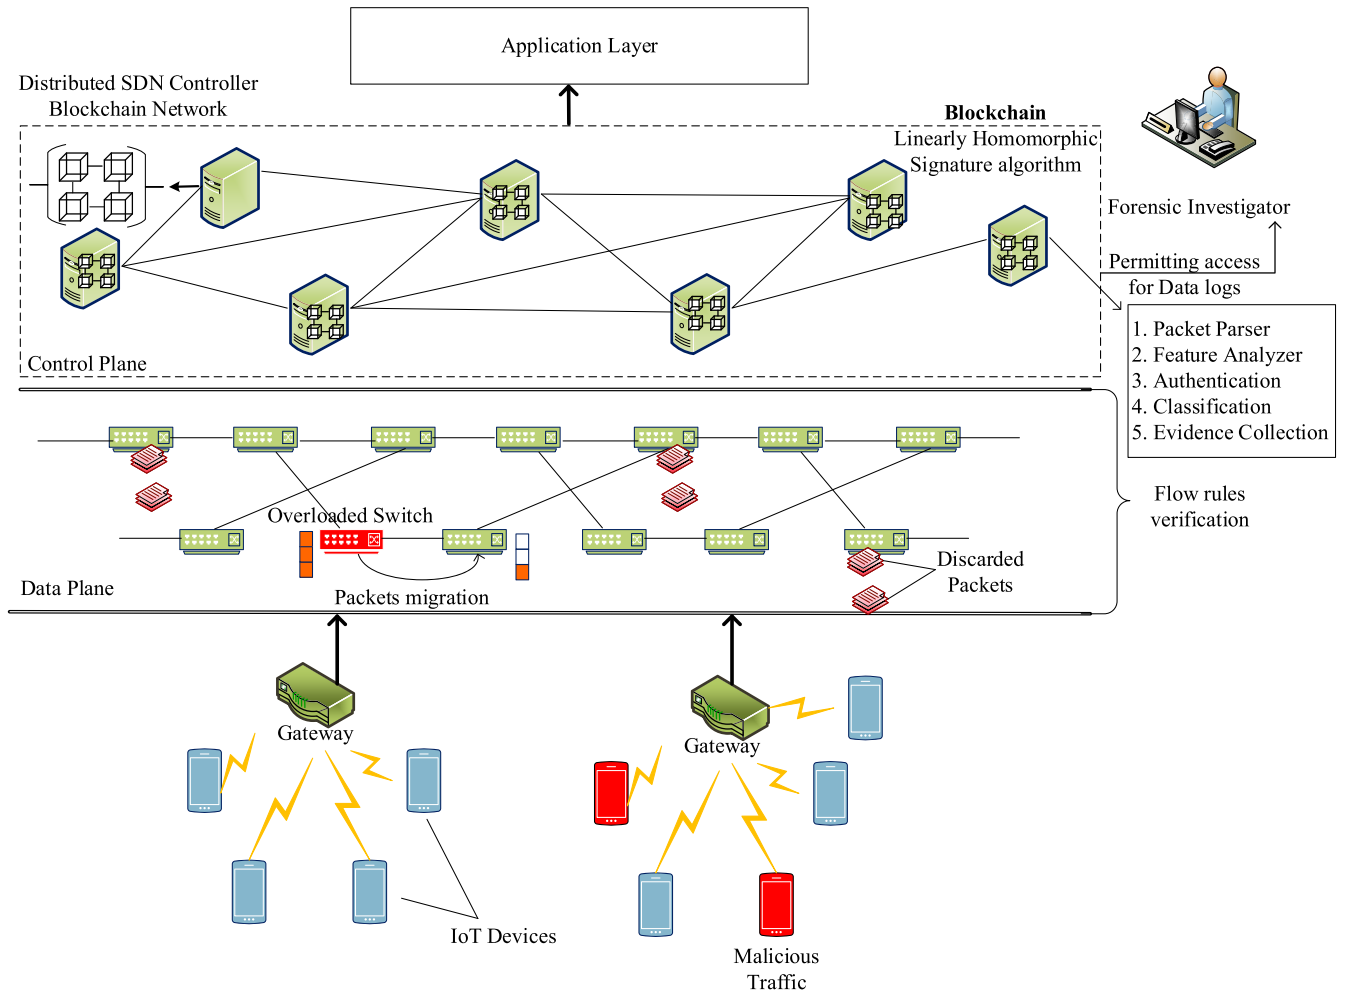 Application Layer
Distributed SDN Controller
Blockchain Network
Blockchain
Linearly Homomorphic
Signature algorithm
Forensic Investigator
Permitting access
for Data logs
1. Packet Parser
2. Feature Analyzer
3. Authentication
4. Classification
5. Evidence Collection
Control Plane
Flow rules
verification
Overloaded Switch
Discarded
Packets
Data Plane
Packets migration
Gateway
Gateway
IoT Devices
Malicious
Traffic